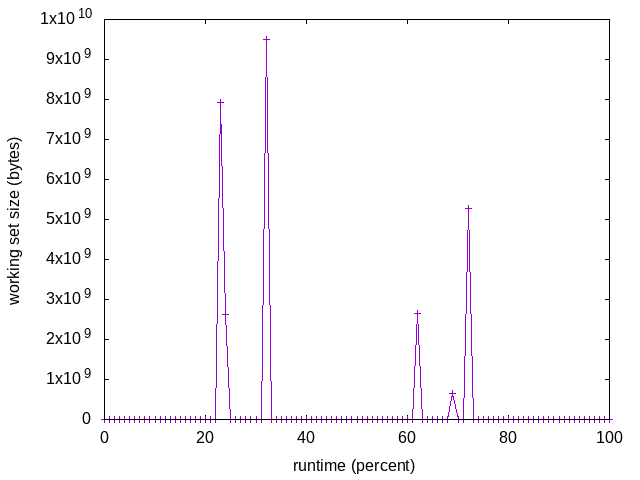 1x10^10
9x10^9
8x10^9
7x10^9
6x10^9
5x10^9
4x10^9
3x10^9
2x10^9
1x10^9
0
working set size (bytes)
0 20 40 60 80 100
runtime (percent)